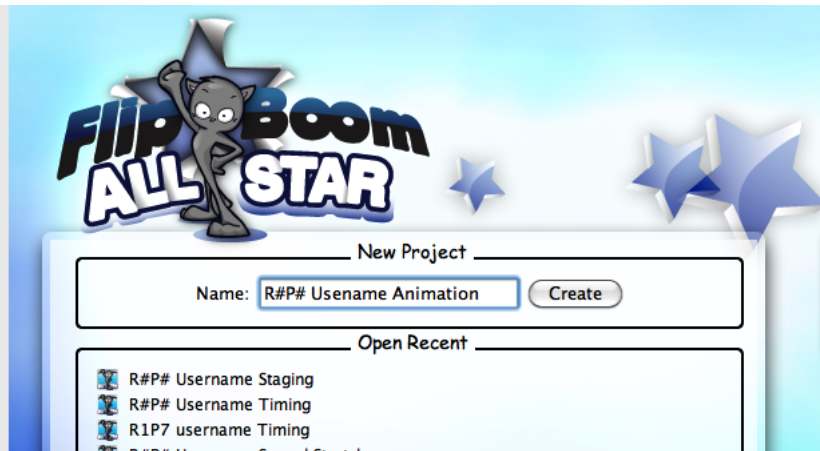 Flip Boom
ALL STAR
New Project
Name: R#P# Usename Animation Create
Open Recent
R#P# Username Staging
R#P# Username Timing
R1P7 username Timing